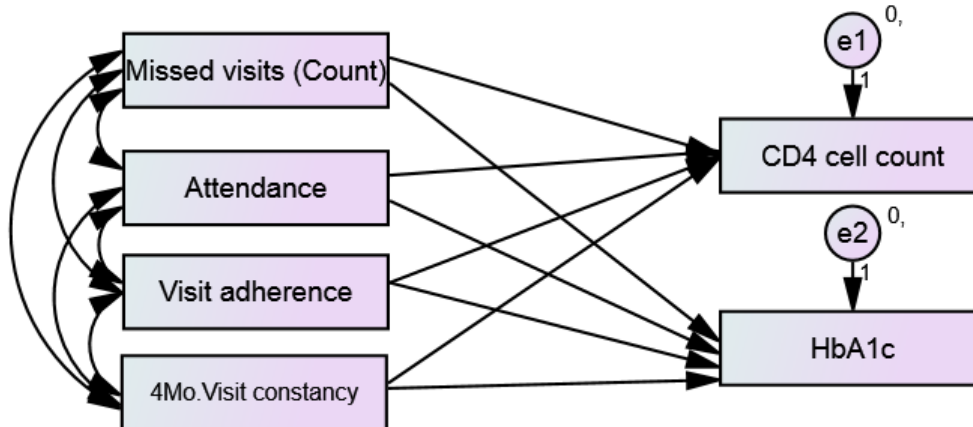 e1
0,
1
Missed visits (Count)
CD4 cell count
Attendance
e2
0,
1
Visit adherence
HbA1c
4Mo.Visit constancy